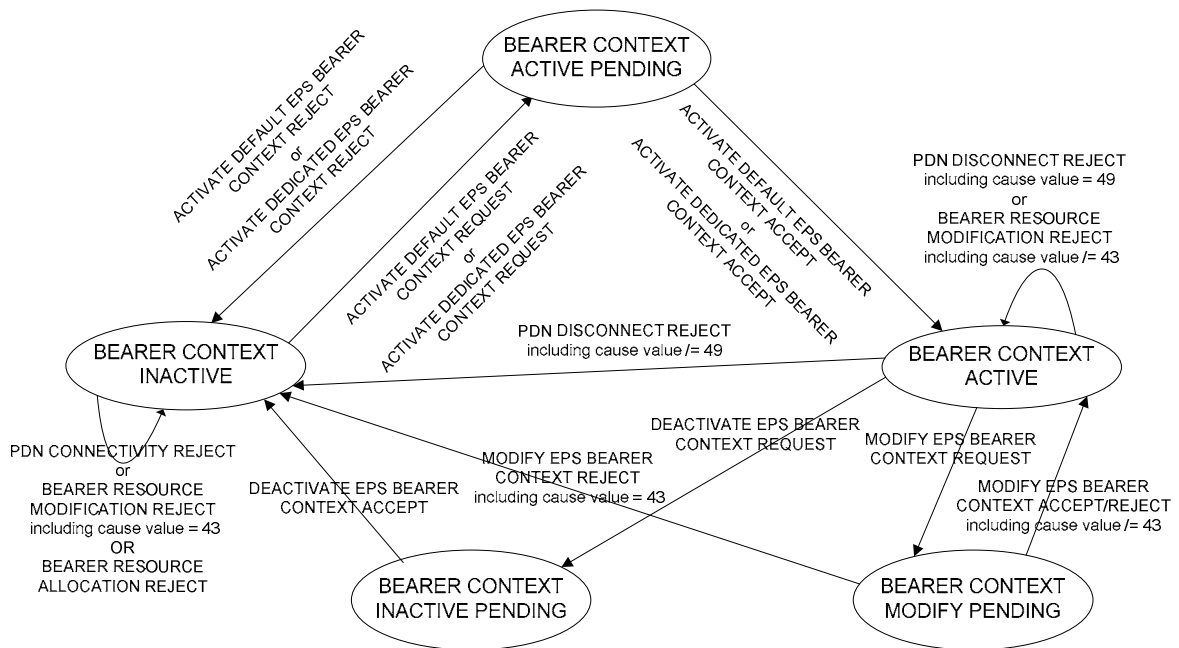 BEARER CONTEXT
ACTIVE PENDING
ACTIVATE DEFAULT EPS BEARER
CONTEXT REJECT
or
ACTIVATE DEDICATED EPS BEARER
CONTEXT REJECT
ACTIVATE DEFAULT EPS BEARER
CONTEXT REQUEST
or
ACTIVATE DEDICATED EPS BEARER
CONTEXT REQUEST
ACTIVATE DEFAULT EPS BEARER
CONTEXT ACCEPT
or
ACTIVATE DEDICATED EPS BEARER
CONTEXT ACCEPT
PDN DISCONNECT REJECT
including cause value = 49
or
BEARER RESOURCE
MODIFICATION REJECT
including cause value /= 43
BEARER CONTEXT
INACTIVE
PDN DISCONNECT REJECT
including cause value /= 49
BEARER CONTEXT
ACTIVE
PDN CONNECTIVITY REJECT
or
BEARER RESOURCE
MODIFICATION REJECT
including cause value = 43
OR
BEARER RESOURCE
ALLOCATION REJECT
DEACTIVATE EPS BEARER
CONTEXT ACCEPT
MODIFY EPS BEARER
CONTEXT REJECT
including cause value = 43
DEACTIVATE EPS BEARER
CONTEXT REQUEST
MODIFY EPS BEARER
CONTEXT REQUEST
MODIFY EPS BEARER
CONTEXT ACCEPT/REJECT
including cause value /= 43
BEARER CONTEXT
INACTIVE PENDING
BEARER CONTEXT
MODIFY PENDING